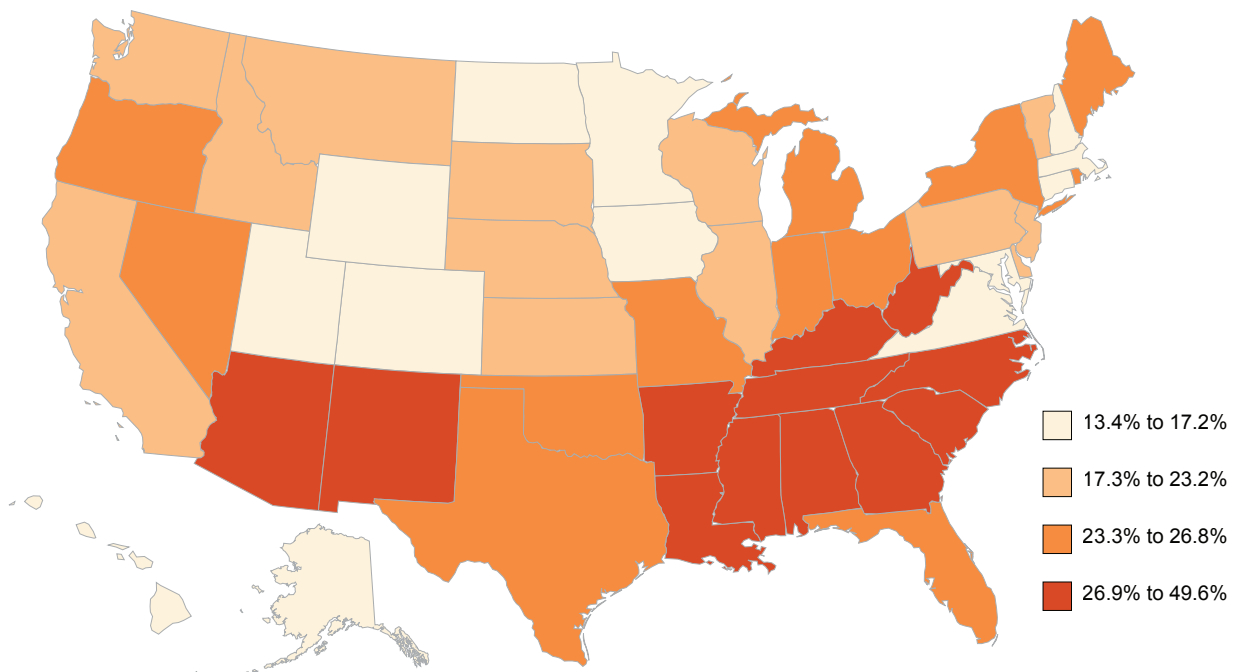 13.4% to 17.2%
17.3% to 23.2%
23.3% to 26.8%
26.9% to 49.6%